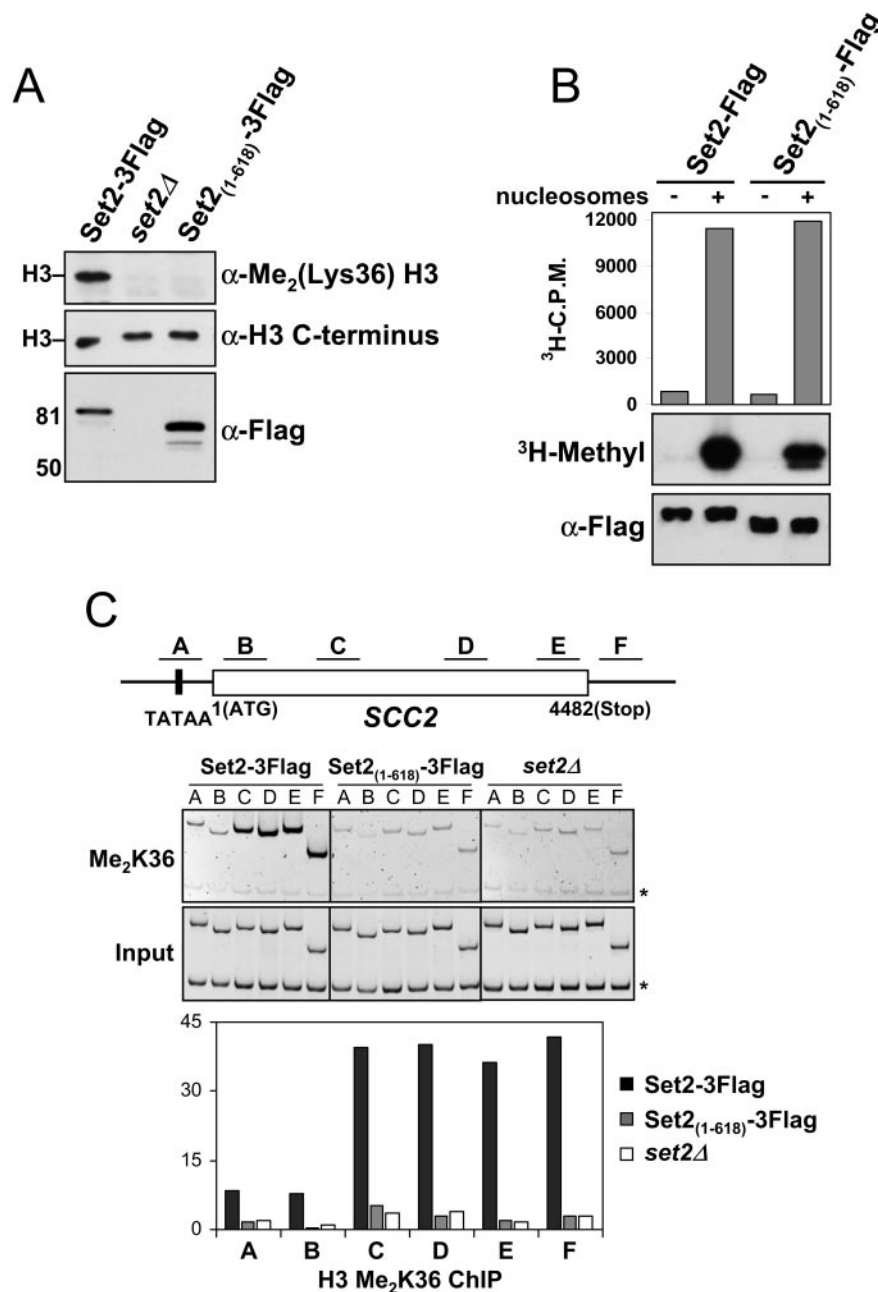 A
Set2-3Flag
set2Δ
Set2(1-618)-3Flag
H3
α-Me2(Lys36) H3
H3
α-H3 C-terminus
81
50
α-Flag
B
Set2-Flag
Set2(1-618)-Flag
nucleosomes - + - +
12000
9000
6000
3000
0
3H-C.P.M.
3H-Methyl
α-Flag
C
A B C D E F
TATAA 1(ATG) SCC2 4482(Stop)
Set2-3Flag Set2(1-618)-3Flag set2Δ
A B C D E F A B C D E F A B C D E F
Me2K36 *
Input *
45
30
15
0
Set2-3Flag
Set2(1-618)-3Flag
set2Δ
A B C D E F
H3 Me2K36 ChIP